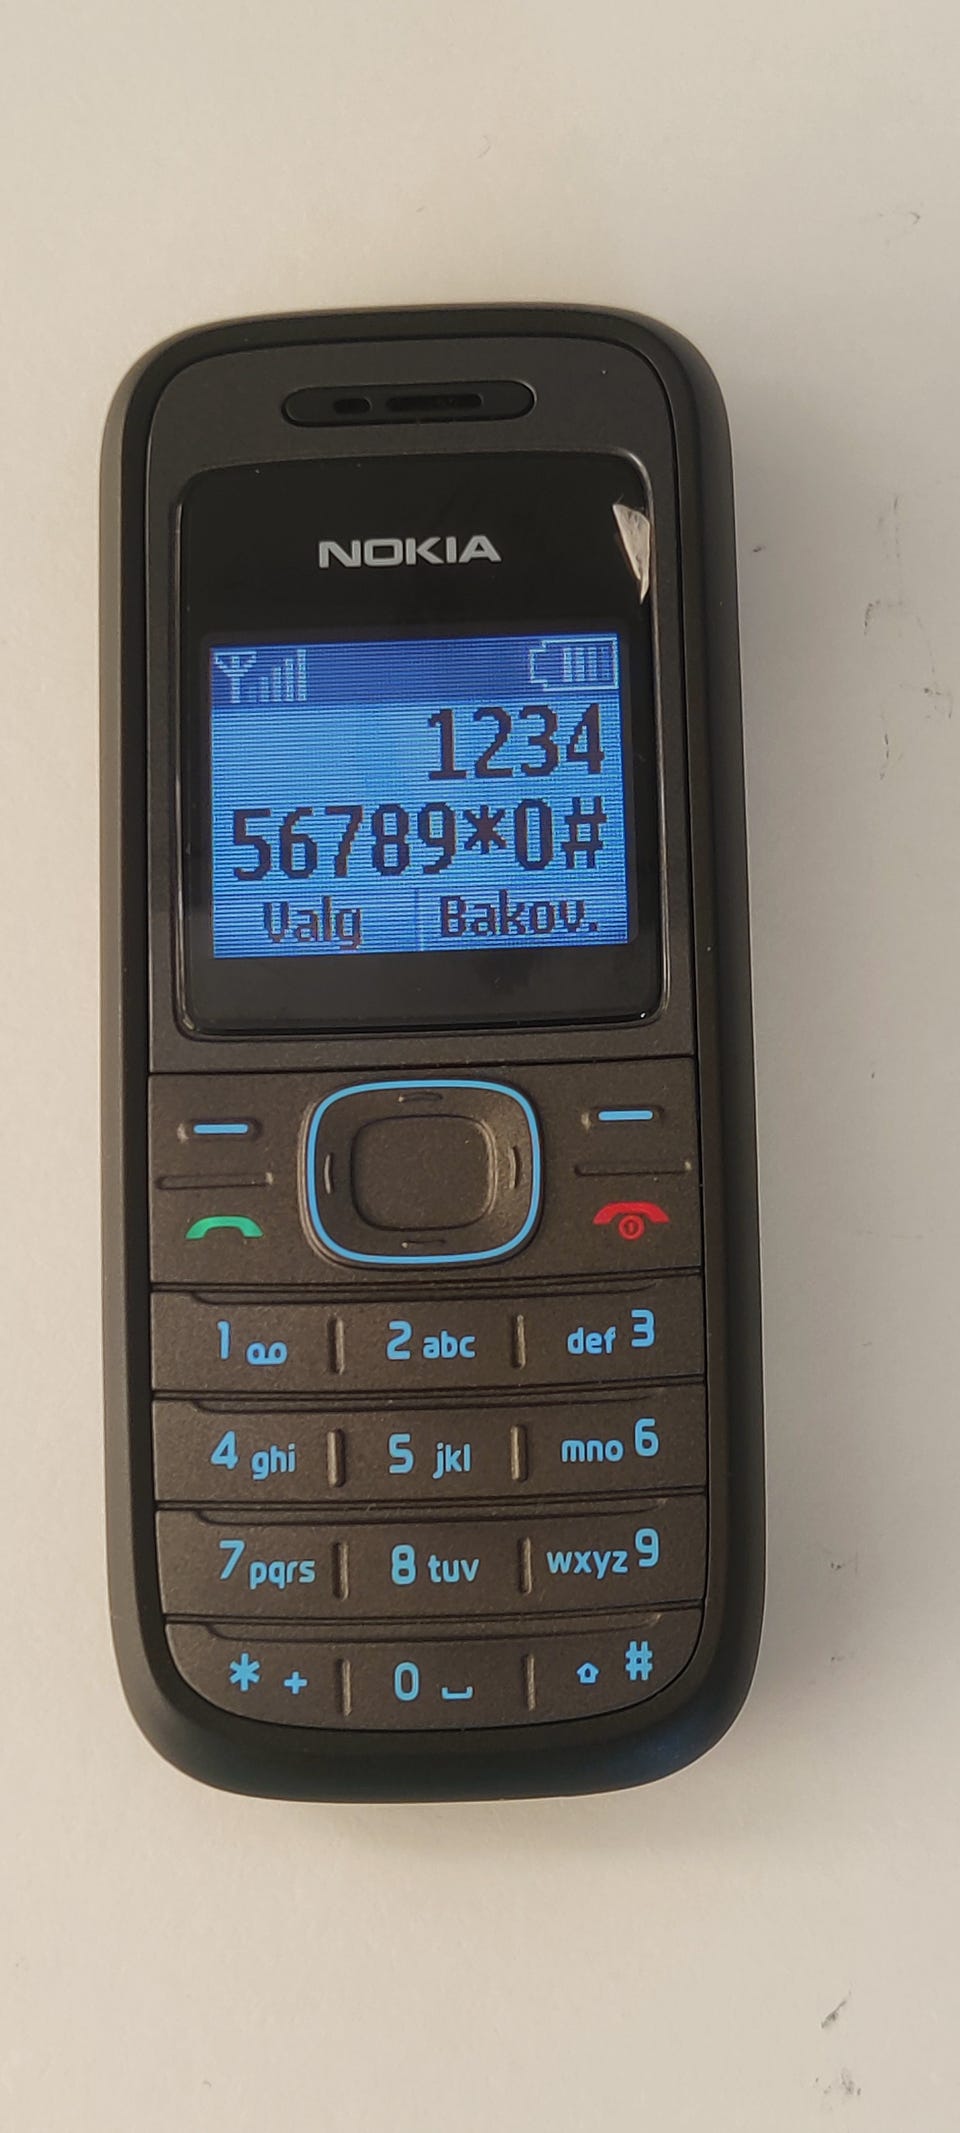 NOKIA
1234
56789*0#
Valg Bakov.
1 2 abc def 3
4 ghi 5 jkl mno 6
7 pqrs 8 tuv wxyz 9
* + 0 #